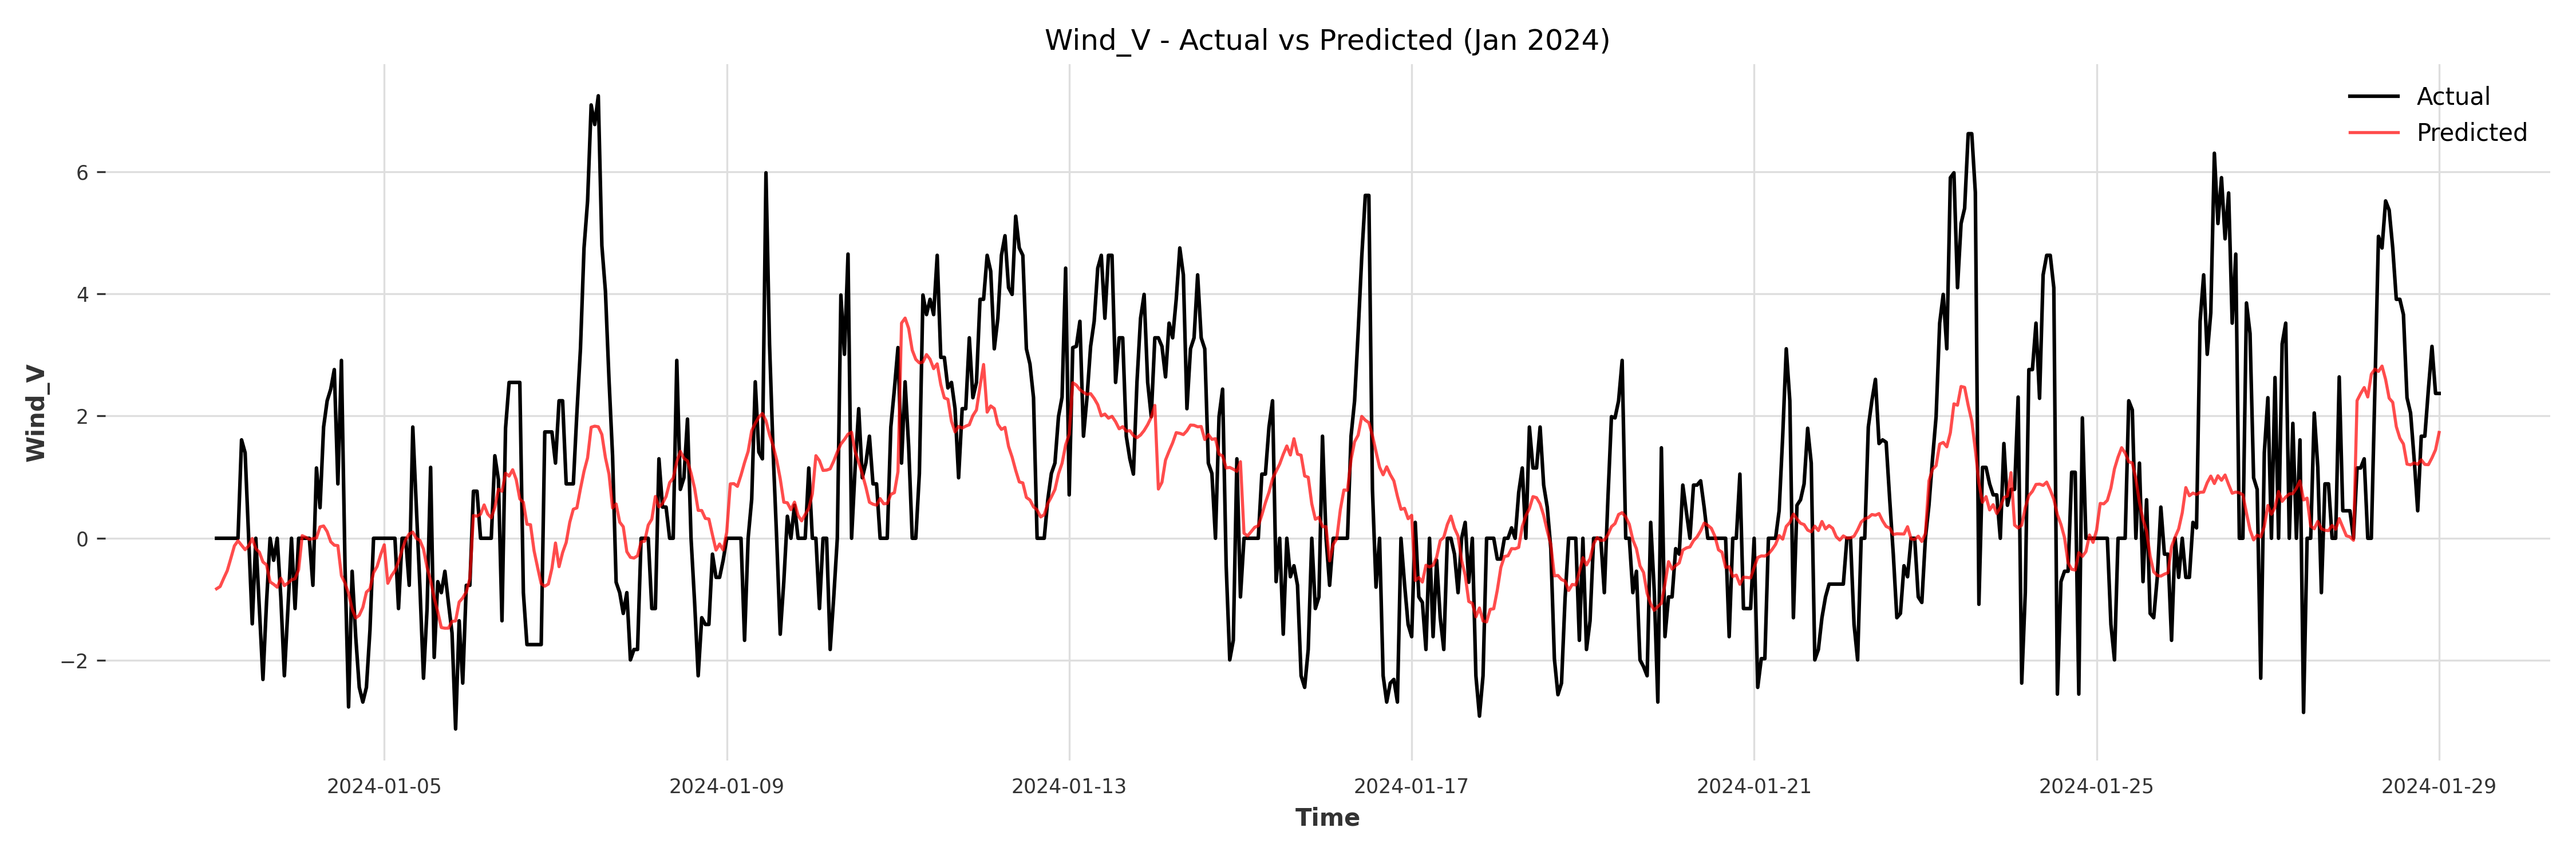 Wind_V - Actual vs Predicted (Jan 2024)
Actual
Predicted
Wind_V
6
4
2
0
−2
2024-01-05
2024-01-09
2024-01-13
2024-01-17
2024-01-21
2024-01-25
2024-01-29
Time